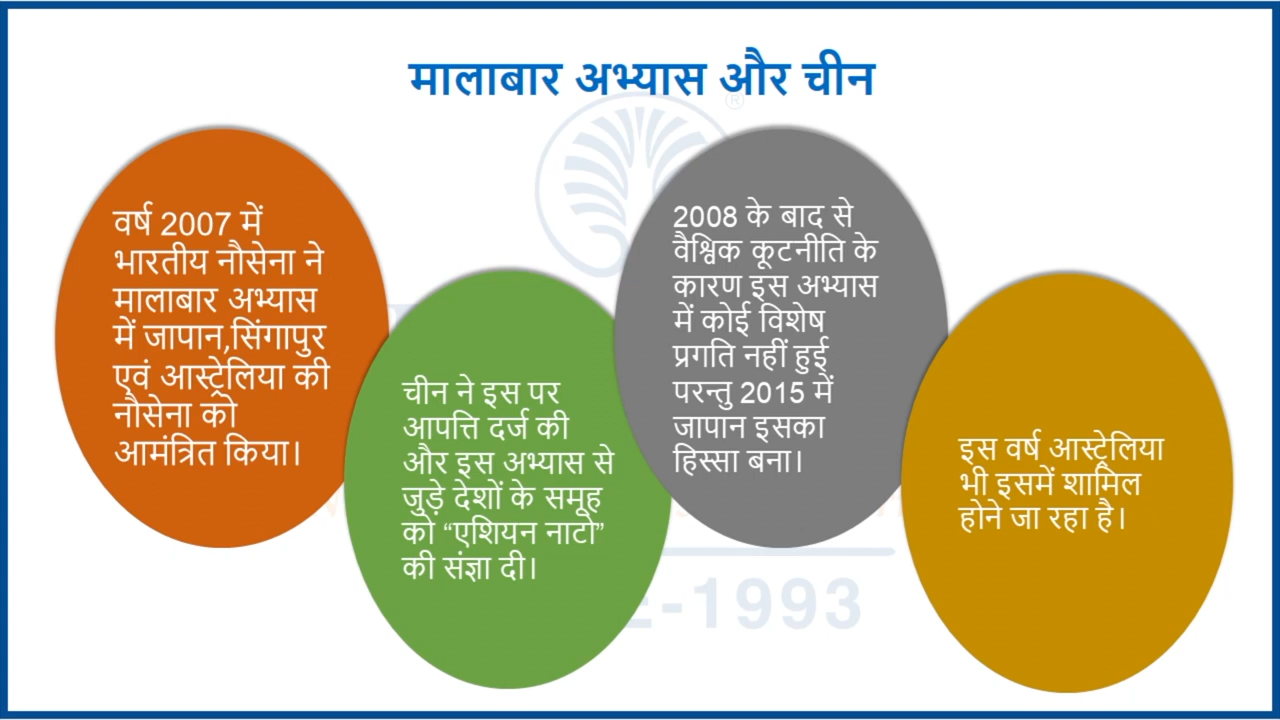 मालाबार अभ्यास और चीन
वर्ष 2007 में
भारतीय नौसेना ने
मालाबार अभ्यास
में जापान,सिंगापुर
एवं आस्ट्रेलिया की
नौसेना को
आमंत्रित किया।
चीन ने इस पर
आपत्ति दर्ज की
और इस अभ्यास से
जुड़े देशों के समूह
को “एशियन नाटो”
की संज्ञा दी।
2008 के बाद से
वैश्विक कूटनीति के
कारण इस अभ्यास
में कोई विशेष
प्रगति नहीं हुई
परन्तु 2015 में
जापान इसका
हिस्सा बना।
इस वर्ष आस्ट्रेलिया
भी इसमें शामिल
होने जा रहा है।
®
-1993